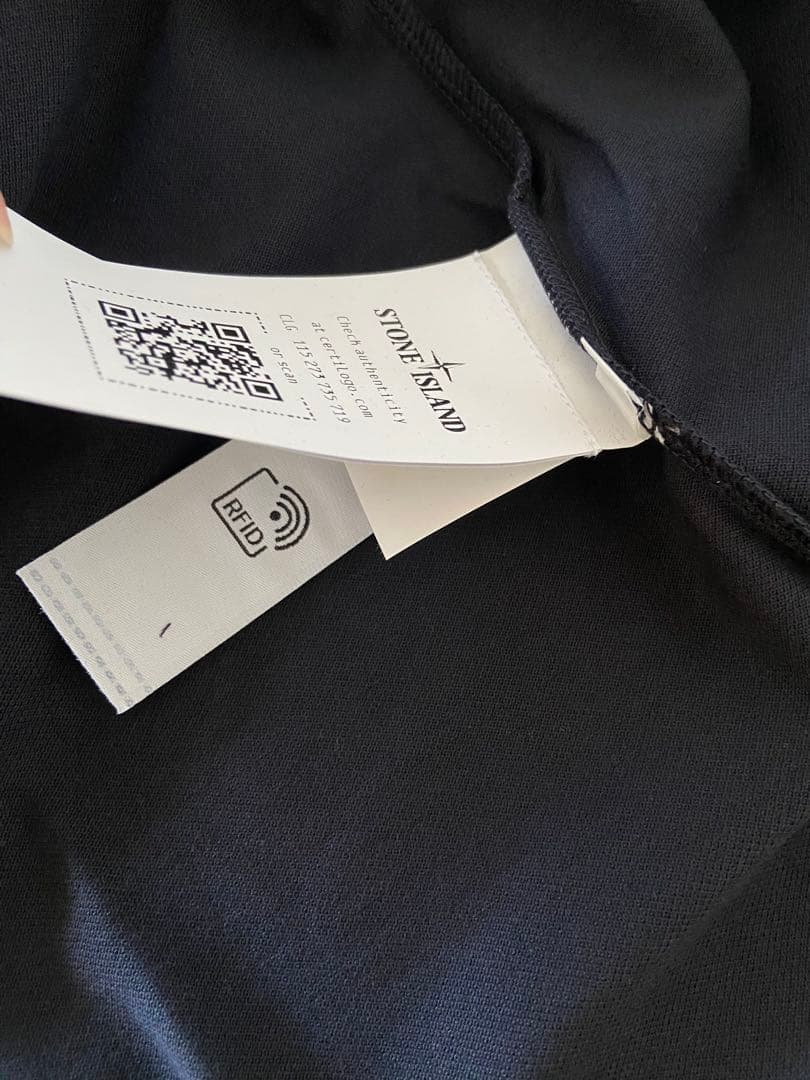 STONE ISLAND
Check authenticity
at certilogo.com
CLG 115 273 735 719
or scan
RFID